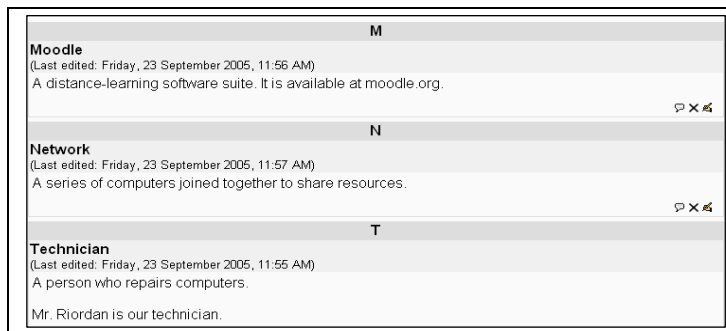 M
Moodle
(Last edited: Friday, 23 September 2005, 11:56 AM)
A distance-learning software suite. It is available at moodle.org.
N
Network
(Last edited: Friday, 23 September 2005, 11:57 AM)
A series of computers joined together to share resources.
T
Technician
(Last edited: Friday, 23 September 2005, 11:55 AM)
A person who repairs computers.
Mr. Riordan is our technician.